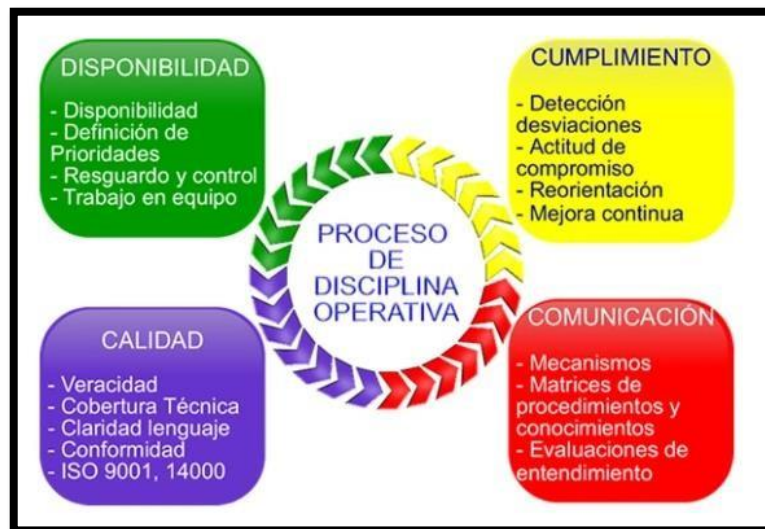 DISPONIBILIDAD
- Disponibilidad
- Definición de
Prioridades
- Resguardo y control
- Trabajo en equipo
CUMPLIMIENTO
- Detección
desviaciones
- Actitud de
compromiso
- Reorientación
- Mejora continua
PROCESO
DE
DISCIPLINA
OPERATIVA
CALIDAD
- Veracidad
- Cobertura Técnica
- Claridad lenguaje
- Conformidad
- ISO 9001, 14000
COMUNICACIÓN
- Mecanismos
- Matrices de
procedimientos y
conocimientos
- Evaluaciones de
entendimiento